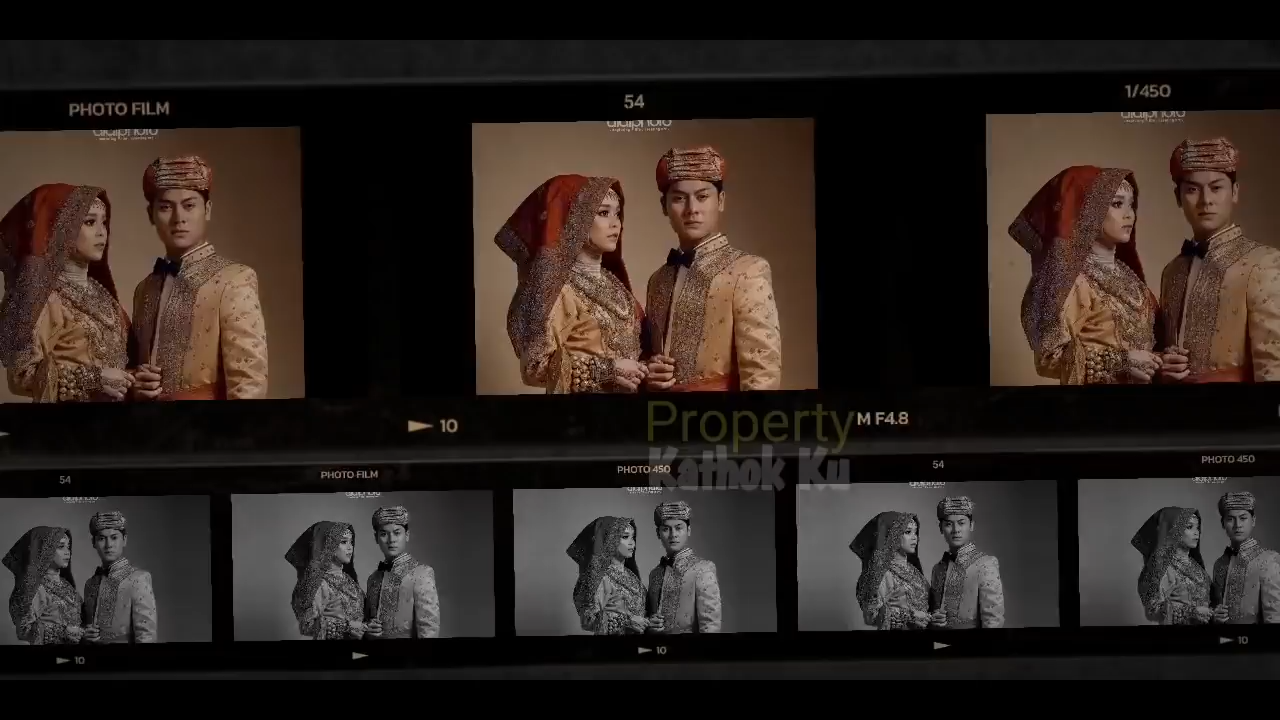 PHOTO FILM
54
1/450
10
M F4.8
Property
Kathok Ku
54
PHOTO FILM
PHOTO 450
54
PHOTO 450
10
10
10